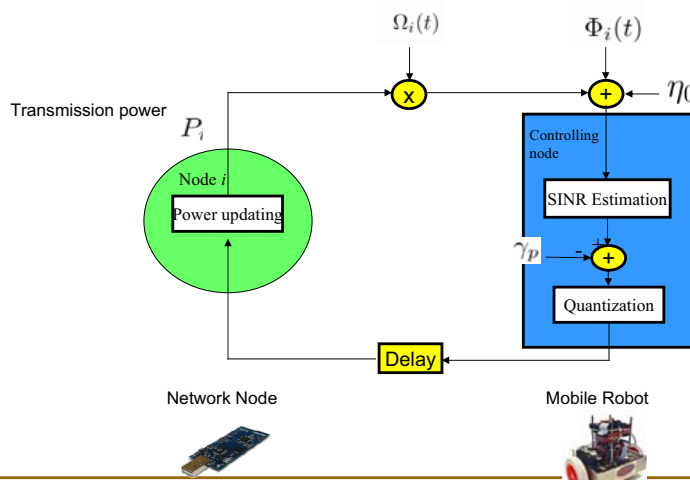 Ω_i(t)
Φ_i(t)
x
+
η_0
Transmission power
P_i
Controlling
node
Node i
Power updating
SINR Estimation
+
-
γ_p
+
Quantization
Delay
Network Node
Mobile Robot